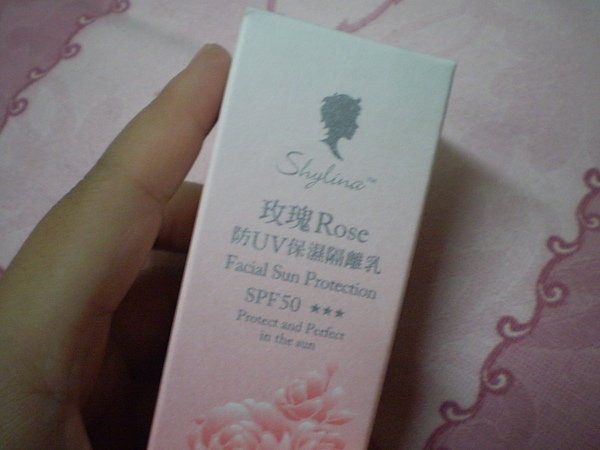 Shylina™
玫瑰Rose
防UV保濕隔離乳
Facial Sun Protection
SPF50 ★★★
Protect and Perfect
in the sun